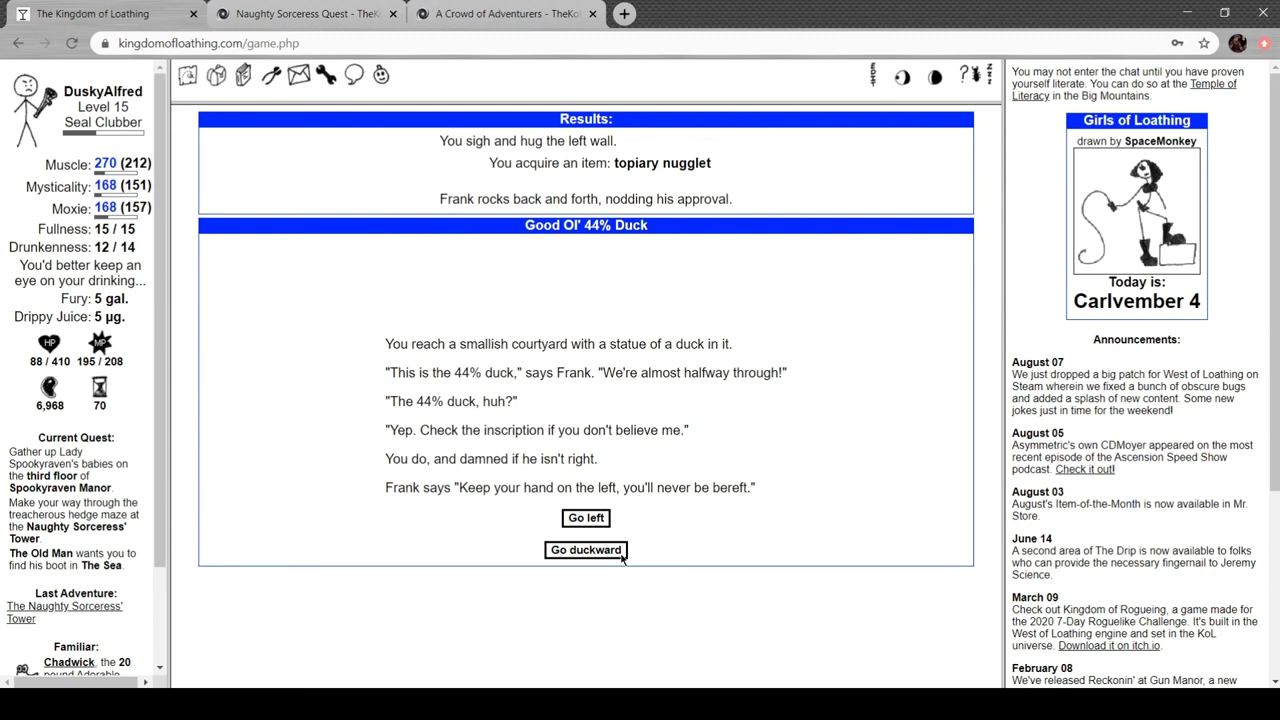 The Kingdom of Loathing
Naughty Sorceress Quest - TheK
A Crowd of Adventurers - TheKo
kingdomofloathing.com/game.php
DuskyAlfred
Level 15
Seal Clubber
Muscle: 270 (212)
Mysticality: 168 (151)
Moxie: 168 (157)
Fullness: 15 / 15
Drunkenness: 12 / 14
You'd better keep an
eye on your drinking...
Fury: 5 gal.
Drippy Juice: 5 µg.
HP
MP
88 / 410
195 / 208
6,968
70
Current Quest:
Gather up Lady
Spookyraven's babies on
the third floor of
Spookyraven Manor.
Make your way through the
treacherous hedge maze at
the Naughty Sorceress'
Tower.
The Old Man wants you to
find his boot in The Sea.
Last Adventure:
The Naughty Sorceress'
Tower
Familiar:
Chadwick, the 20
pound Adorable
Results:
You sigh and hug the left wall.
You acquire an item: topiary nugglet
Frank rocks back and forth, nodding his approval.
Good Ol' 44% Duck
You reach a smallish courtyard with a statue of a duck in it.
"This is the 44% duck," says Frank. "We're almost halfway through!"
"The 44% duck, huh?"
"Yep. Check the inscription if you don't believe me."
You do, and damned if he isn't right.
Frank says "Keep your hand on the left, you'll never be bereft."
Go left
Go duckward
You may not enter the chat until you have proven
yourself literate. You can do so at the Temple of
Literacy in the Big Mountains.
Girls of Loathing
drawn by SpaceMonkey
Today is:
Carlvember 4
Announcements:
August 07
We just dropped a big patch for West of Loathing on
Steam wherein we fixed a bunch of obscure bugs
and added a splash of new content. Some new
jokes just in time for the weekend!
August 05
Asymmetric's own CDMoyer appeared on the most
recent episode of the Ascension Speed Show
podcast. Check it out!
August 03
August's Item-of-the-Month is now available in Mr.
Store.
June 14
A second area of The Drip is now available to folks
who can provide the necessary fingernail to Jeremy
Science.
March 09
Check out Kingdom of Rogueing, a game made for
the 2020 7-Day Roguelike Challenge. It's built in the
West of Loathing engine and set in the KoL
universe. Download it on itch.io.
February 08
We've released Reckonin' at Gun Manor, a new